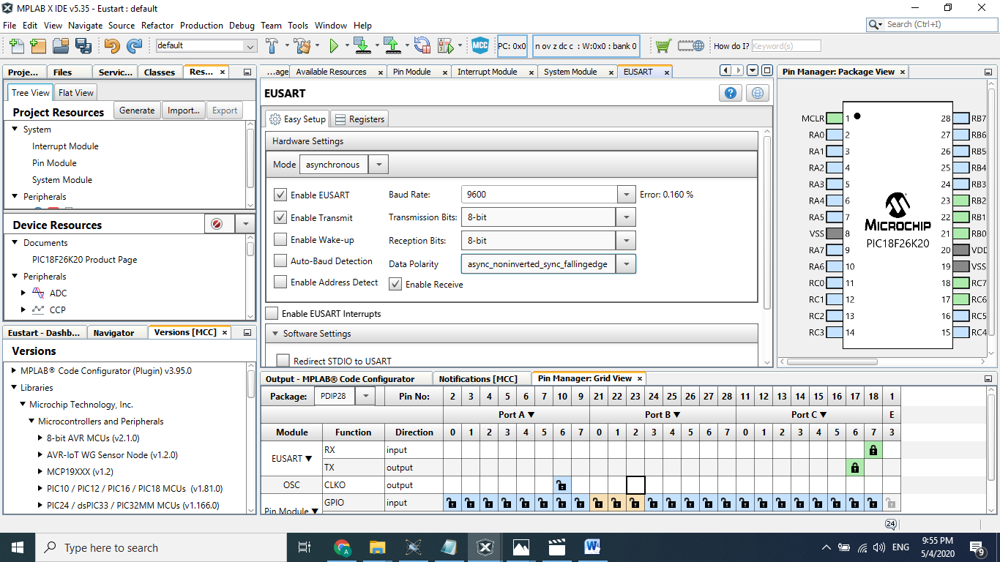 MPLAB X IDE v5.35 - Eustart : default
File Edit View Navigate Source Refactor Production Debug Team Tools Window Help
Search (Ctrl+I)
default
MCC
PC: 0x0
n ov z dc c : W:0x0 : bank 0
How do I?
Keyword(s)
Proje...
Files
Servic...
Classes
Res... ×
Tree View
Flat View
Project Resources
Generate
Import...
Export
System
Interrupt Module
Pin Module
System Module
Peripherals
Device Resources
Documents
PIC18F26K20 Product Page
Peripherals
ADC
CCP
Eustart - Dashb...
Navigator
Versions [MCC] ×
Versions
MPLAB® Code Configurator (Plugin) v3.95.0
Libraries
Microchip Technology, Inc.
Microcontrollers and Peripherals
8-bit AVR MCUs (v2.1.0)
AVR-IoT WG Sensor Node (v1.2.0)
MCP19XXX (v1.2)
PIC10 / PIC12 / PIC16 / PIC18 MCUs (v1.81.0)
PIC24 / dsPIC33 / PIC32MM MCUs (v1.166.0)
...age
Available Resources ×
Pin Module ×
Interrupt Module ×
System Module ×
EUSART ×
EUSART
?
Easy Setup
Registers
Hardware Settings
Mode asynchronous
Enable EUSART
Baud Rate: 9600 Error: 0.160 %
Enable Transmit
Transmission Bits: 8-bit
Enable Wake-up
Reception Bits: 8-bit
Auto-Baud Detection
Data Polarity async_noninverted_sync_fallingedge
Enable Address Detect
Enable Receive
Enable EUSART Interrupts
Software Settings
Redirect STDIO to USART
Pin Manager: Package View ×
MCLR 1 28 RB7
RA0 2 27 RB6
RA1 3 26 RB5
RA2 4 25 RB4
RA3 5 24 RB3
RA4 6 23 RB2
RA5 7 22 RB1
VSS 8 21 RB0
RA7 9 20 VDD
RA6 10 19 VSS
RC0 11 18 RC7
RC1 12 17 RC6
RC2 13 16 RC5
RC3 14 15 RC4
MICROCHIP
PIC18F26K20
Output - MPLAB® Code Configurator
Notifications [MCC]
Pin Manager: Grid View ×
Package: PDIP28 Pin No: 2 3 4 5 6 7 10 9 21 22 23 24 25 26 27 28 11 12 13 14 15 16 17 18 1
Port A ▼ Port B ▼ Port C ▼ E
Module Function Direction 0 1 2 3 4 5 6 7 0 1 2 3 4 5 6 7 0 1 2 3 4 5 6 7 3
EUSART ▼
RX input
TX output
OSC CLKO output
Pin Module ▼ GPIO input
24
Type here to search
ENG
9:55 PM
5/4/2020
9